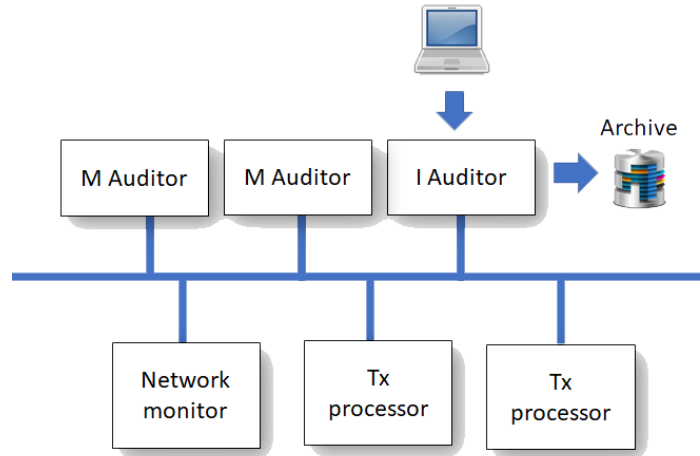 Archive
M Auditor
M Auditor
I Auditor
Network
monitor
Tx
processor
Tx
processor